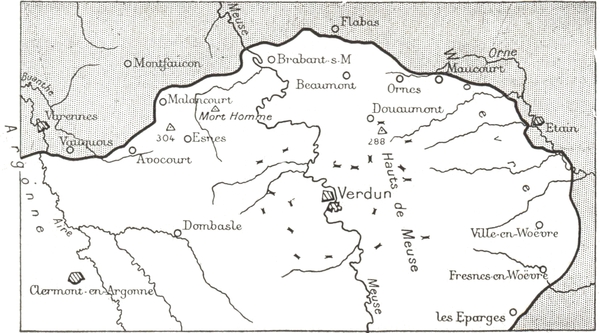 Flabas
Meuse
Orne
Montfaucon
Brabant-s-M
Maucourt
Beaumont
Ornes
Buanthe
Malancourt
Mort Homme
Douaumont
Varennes
Etain
304
Esnes
288
Vauquois
Avocourt
Argonne
Woevre
Hauts de Meuse
Verdun
Aire
Dombasle
Ville-en-Woëvre
Clermont-en-Argonne
Fresnes-en-Woëvre
Meuse
les Eparges